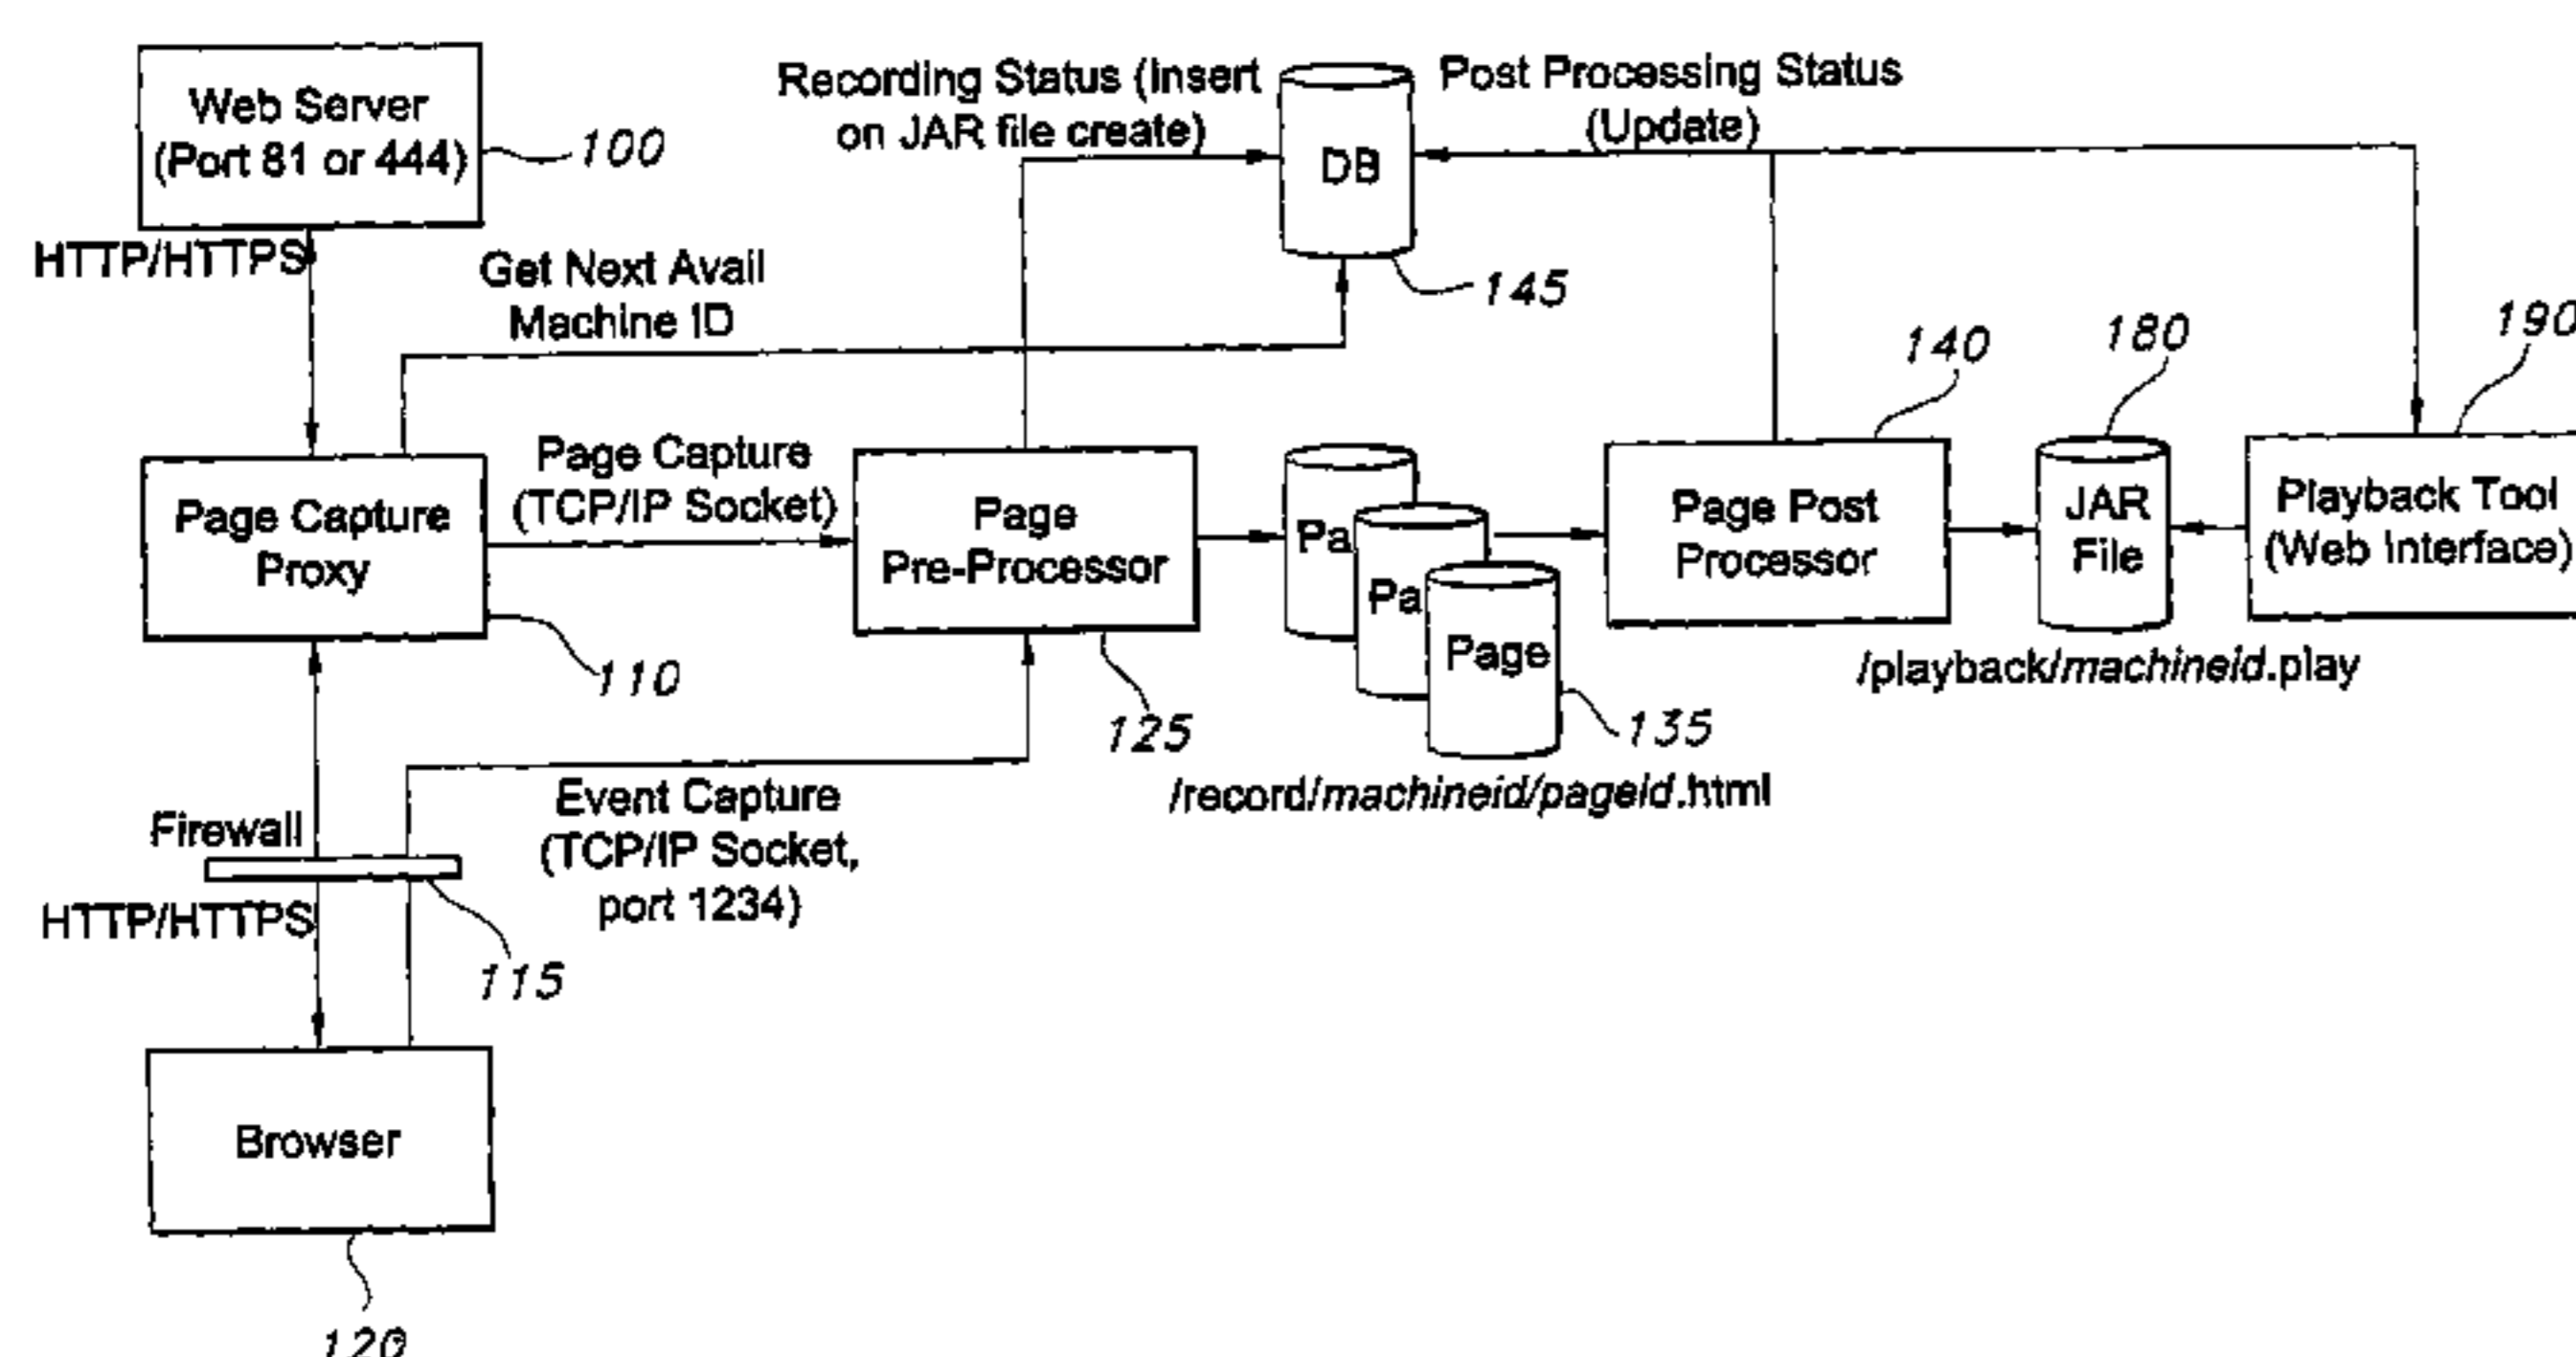 Web Server
(Port 81 or 444)
100
HTTP/HTTPS
Recording Status (Insert
on JAR file create)
DB
145
Post Processing Status
(Update)
Get Next Avail
Machine ID
Page Capture
Proxy
110
Page Capture
(TCP/IP Socket)
Page
Pre-Processor
125
Pa
Pa
Page
135
/record/machineid/pageid.html
Page Post
Processor
140
JAR
File
180
/playback/machineid.play
Playback Tool
(Web Interface)
190
Firewall
115
HTTP/HTTPS
Event Capture
(TCP/IP Socket,
port 1234)
Browser
120